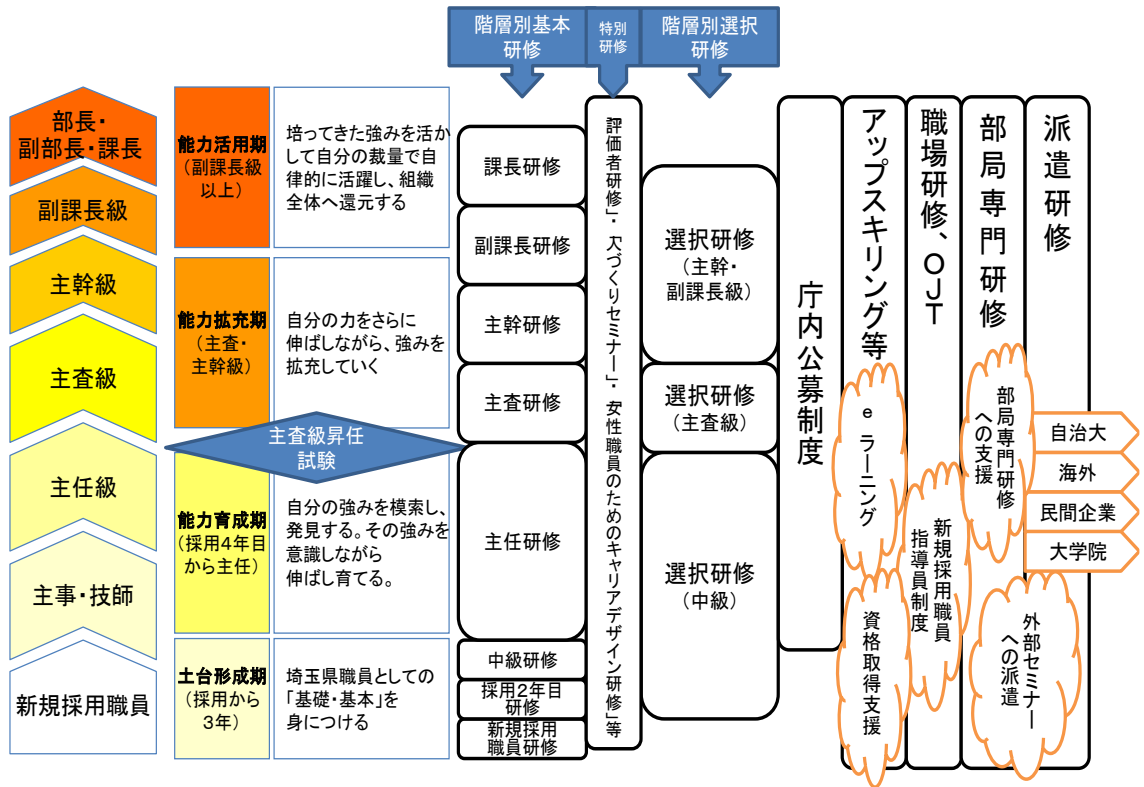 階層別基本
研修
特別
研修
階層別選択
研修
部長・
副部長・課長
副課長級
主幹級
主査級
主任級
主事・技師
新規採用職員
能力活用期
(副課長級
以上)
培ってきた強みを活か
して自分の裁量で自
律的に活躍し、組織
全体へ還元する
能力拡充期
(主査・
主幹級)
自分の力をさらに
伸ばしながら、強みを
拡充していく
主査級昇任
試験
能力育成期
(採用4年目
から主任)
自分の強みを模索し、
発見する。その強みを
意識しながら
伸ばし育てる。
土台形成期
(採用から
3年)
埼玉県職員としての
「基礎・基本」を
身につける
課長研修
副課長研修
主幹研修
主査研修
主任研修
中級研修
採用2年目
研修
新規採用
職員研修
評価者研修」・「人づくりセミナー」・「女性職員のためのキャリアデザイン研修」等
選択研修
(主幹・
副課長級)
選択研修
(主査級)
選択研修
(中級)
庁内公募制度
アップスキリング等
eラーニング
資格取得支援
職場研修、OJT
新規採用職員
指導員制度
部局専門研修
部局専門研修
への支援
派遣研修
自治大
海外
民間企業
大学院
外部セミナー
への派遣